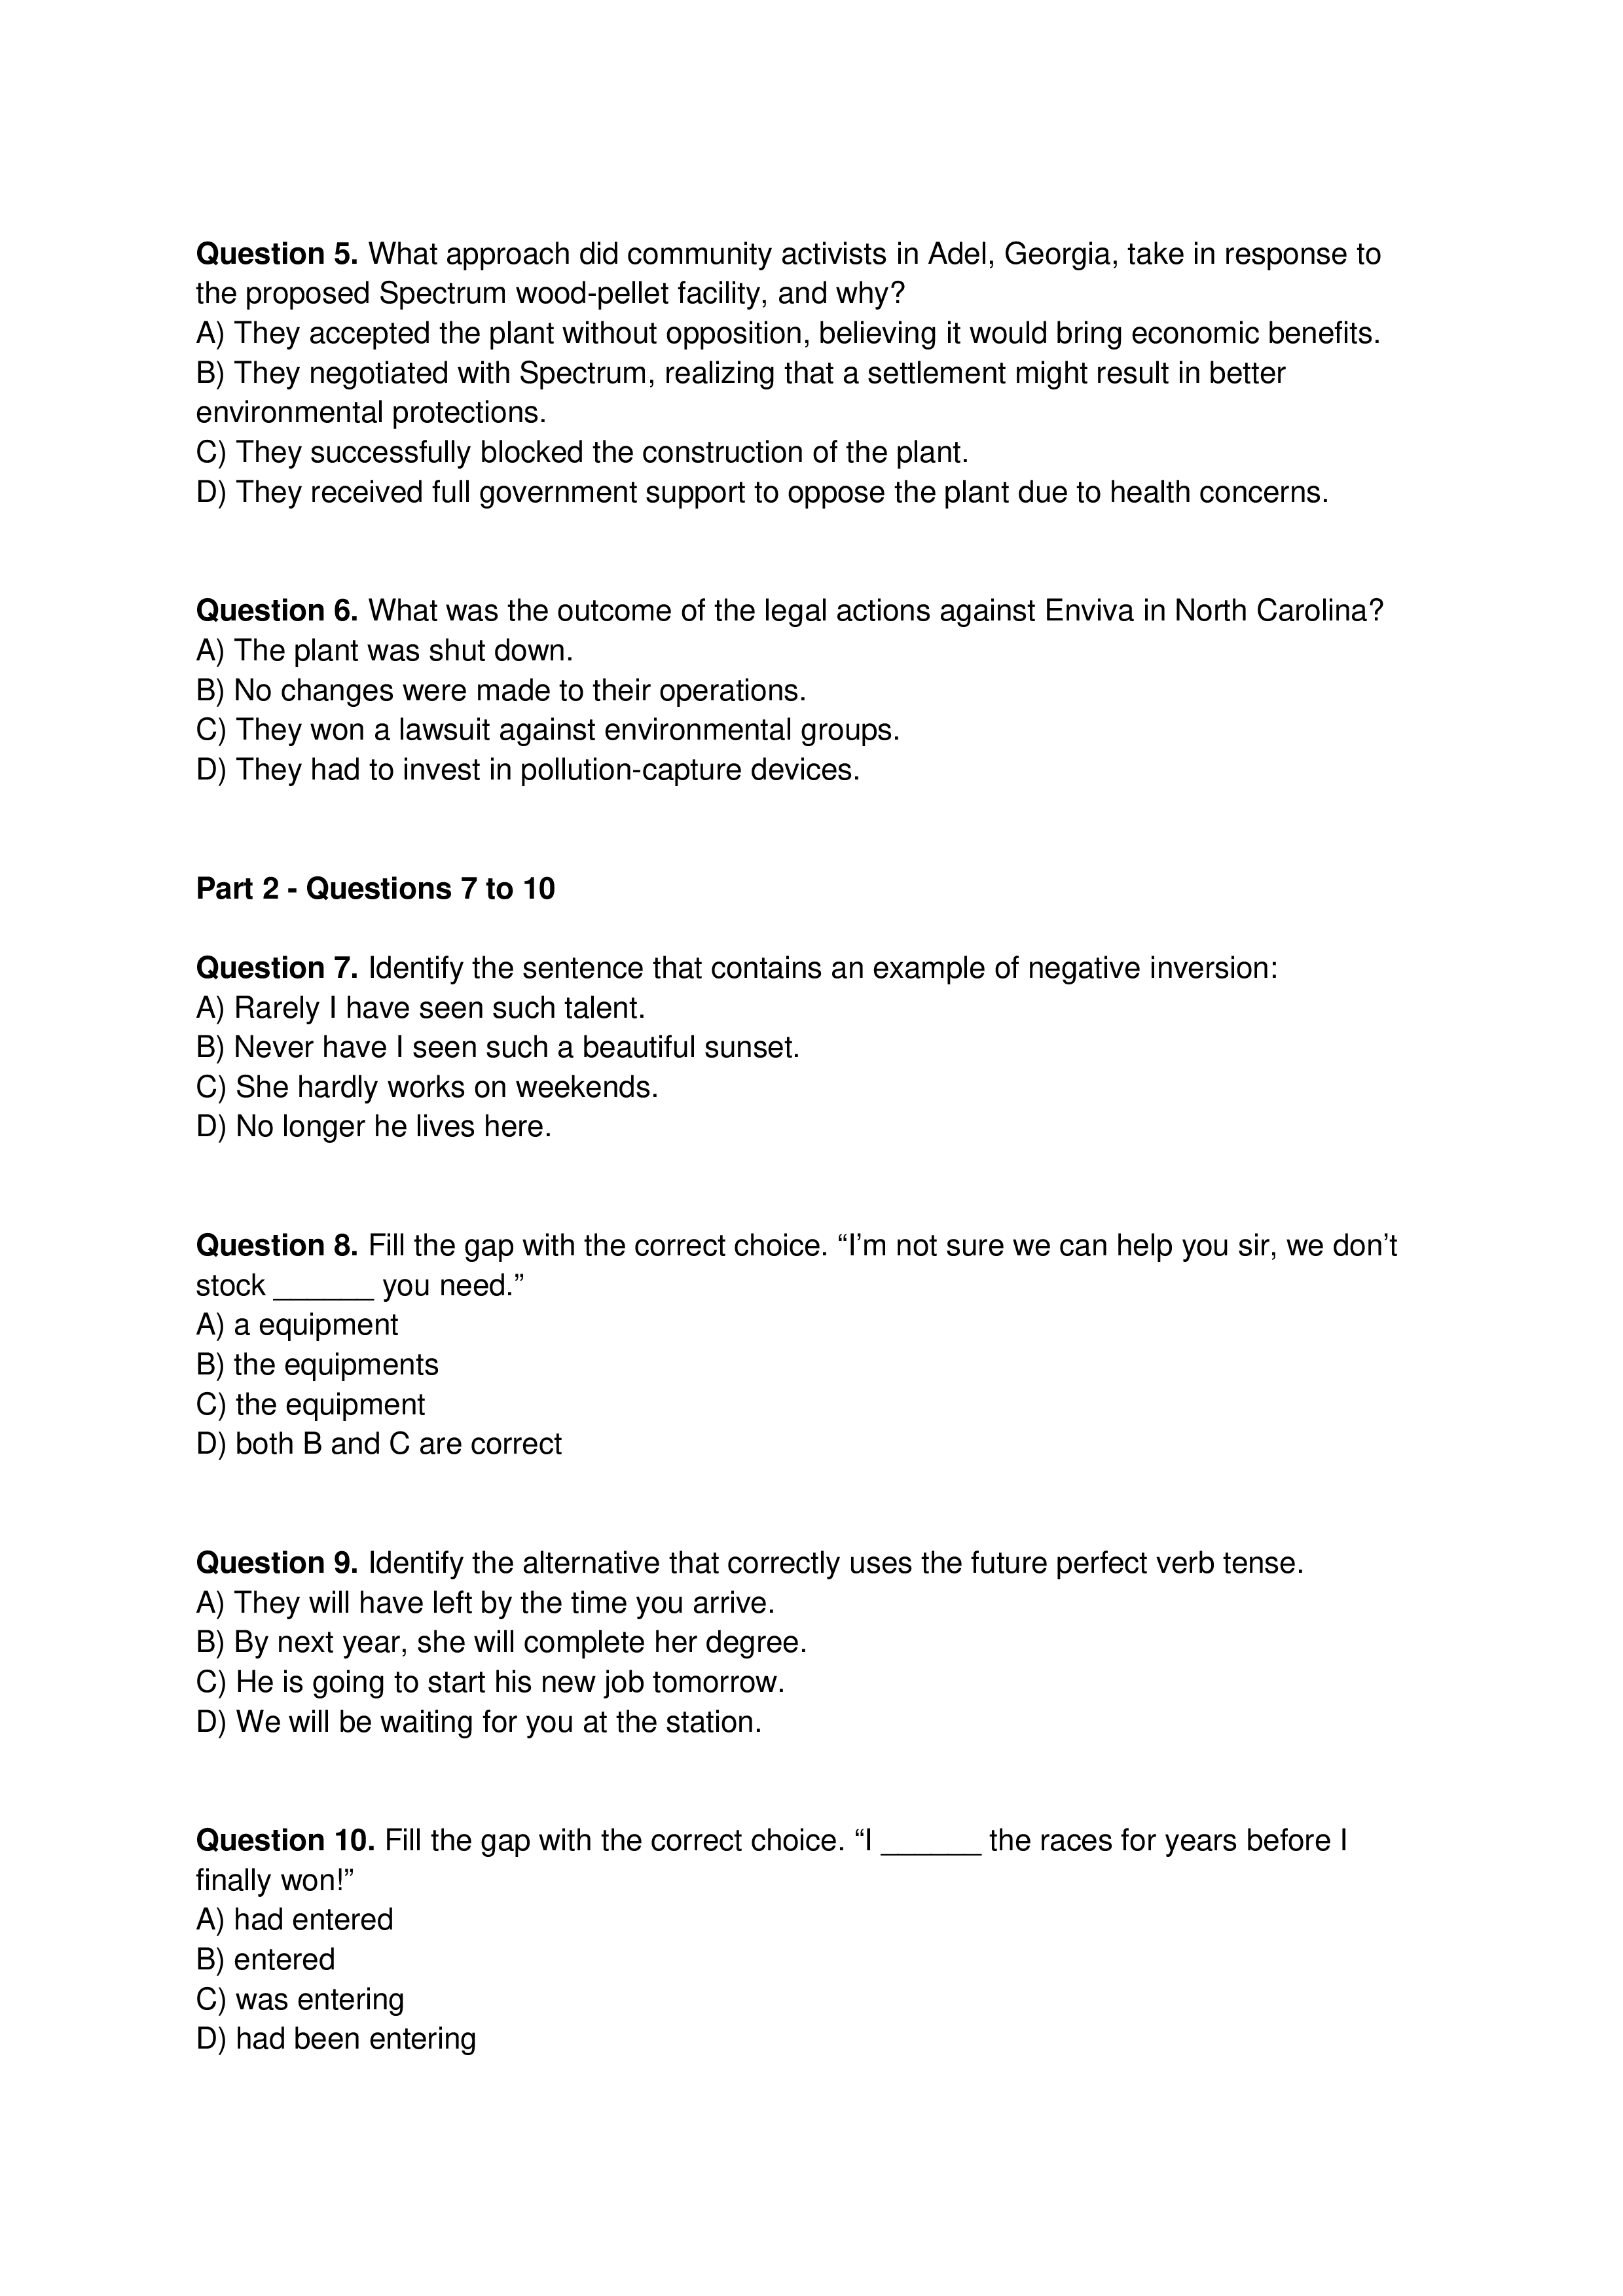 Question 5. What approach did community activists in Adel, Georgia, take in response to
the proposed Spectrum wood-pellet facility, and why?
A) They accepted the plant without opposition, believing it would bring economic benefits.
B) They negotiated with Spectrum, realizing that a settlement might result in better
environmental protections.
C) They successfully blocked the construction of the plant.
D) They received full government support to oppose the plant due to health concerns.
Question 6. What was the outcome of the legal actions against Enviva in North Carolina?
A) The plant was shut down.
B) No changes were made to their operations.
C) They won a lawsuit against environmental groups.
D) They had to invest in pollution-capture devices.
Part 2 - Questions 7 to 10
Question 7. Identify the sentence that contains an example of negative inversion:
A) Rarely I have seen such talent.
B) Never have I seen such a beautiful sunset.
C) She hardly works on weekends.
D) No longer he lives here.
Question 8. Fill the gap with the correct choice. “I’m not sure we can help you sir, we don’t
stock ______ you need.”
A) a equipment
B) the equipments
C) the equipment
D) both B and C are correct
Question 9. Identify the alternative that correctly uses the future perfect verb tense.
A) They will have left by the time you arrive.
B) By next year, she will complete her degree.
C) He is going to start his new job tomorrow.
D) We will be waiting for you at the station.
Question 10. Fill the gap with the correct choice. “I ______ the races for years before I
finally won!”
A) had entered
B) entered
C) was entering
D) had been entering